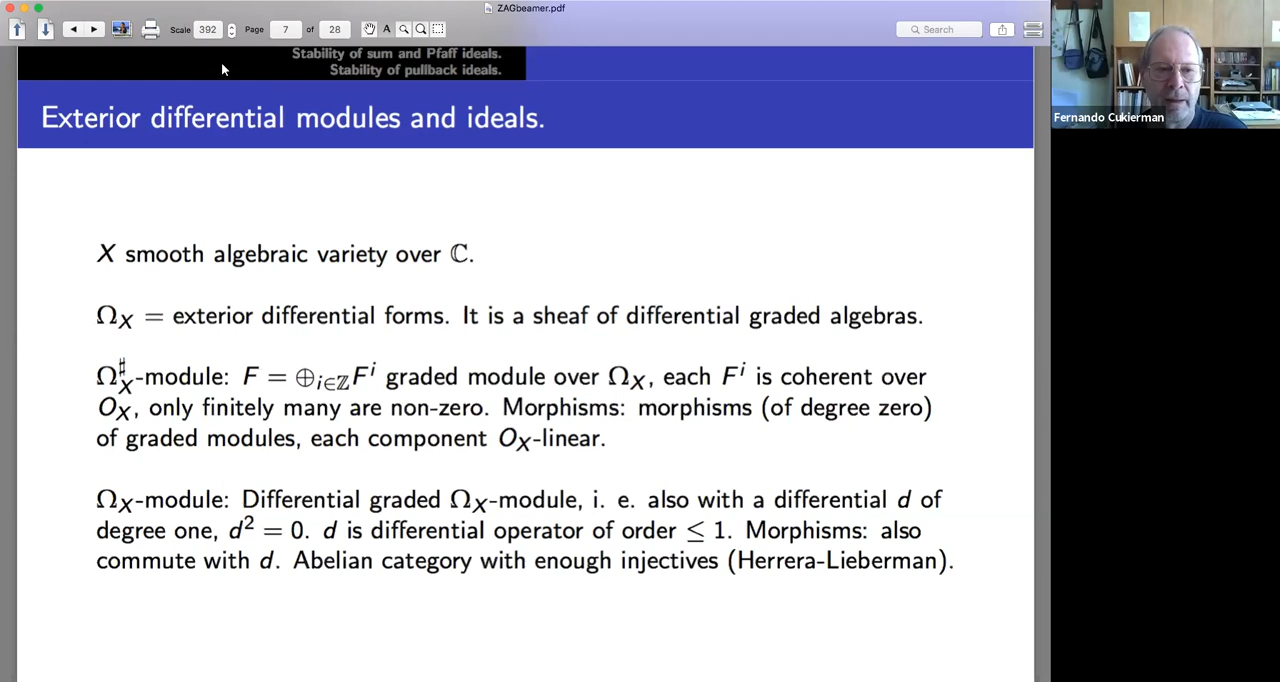 ZAGbeamer.pdf
Scale 392 Page 7 of 28 A Search
Stability of sum and Pfaff ideals.
Stability of pullback ideals.
Exterior differential modules and ideals.
X smooth algebraic variety over ℂ.
Ω_X = exterior differential forms. It is a sheaf of differential graded algebras.
Ω_X^♯-module: F = ⊕_{i∈ℤ}F^i graded module over Ω_X, each F^i is coherent over
O_X, only finitely many are non-zero. Morphisms: morphisms (of degree zero)
of graded modules, each component O_X-linear.
Ω_X-module: Differential graded Ω_X-module, i. e. also with a differential d of
degree one, d² = 0. d is differential operator of order ≤ 1. Morphisms: also
commute with d. Abelian category with enough injectives (Herrera-Lieberman).
Fernando Cukierman